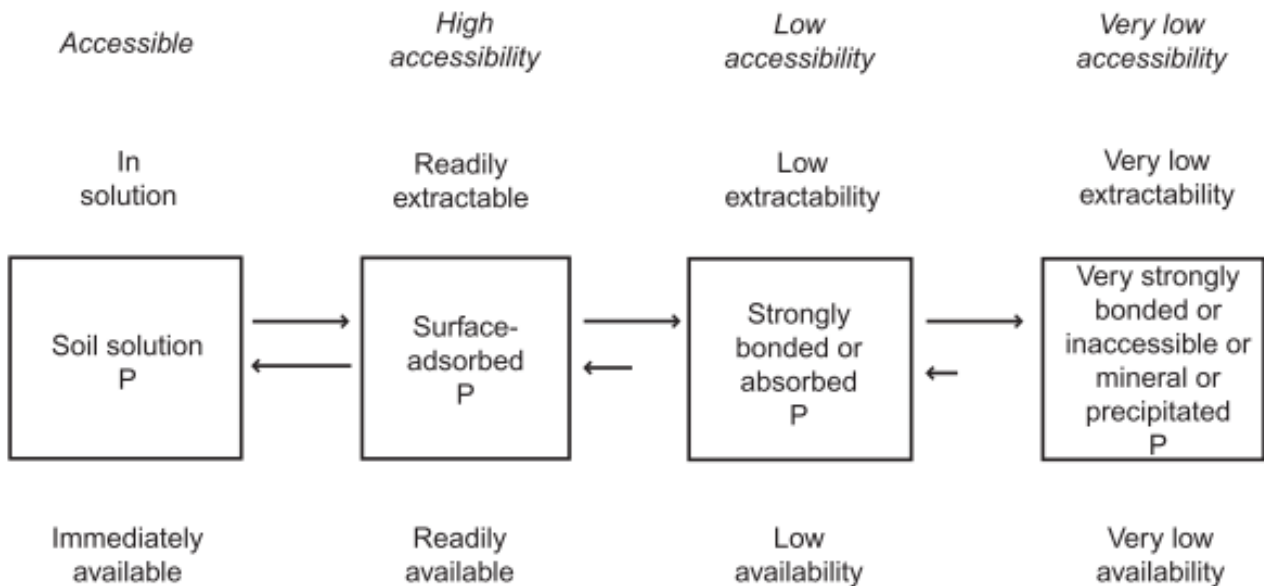 Accessible
High
accessibility
Low
accessibility
Very low
accessibility
In
solution
Readily
extractable
Low
extractability
Very low
extractability
Soil solution
P
Surface-
adsorbed
P
Strongly
bonded or
absorbed
P
Very strongly
bonded or
inaccessible or
mineral or
precipitated
P
Immediately
available
Readily
available
Low
availability
Very low
availability